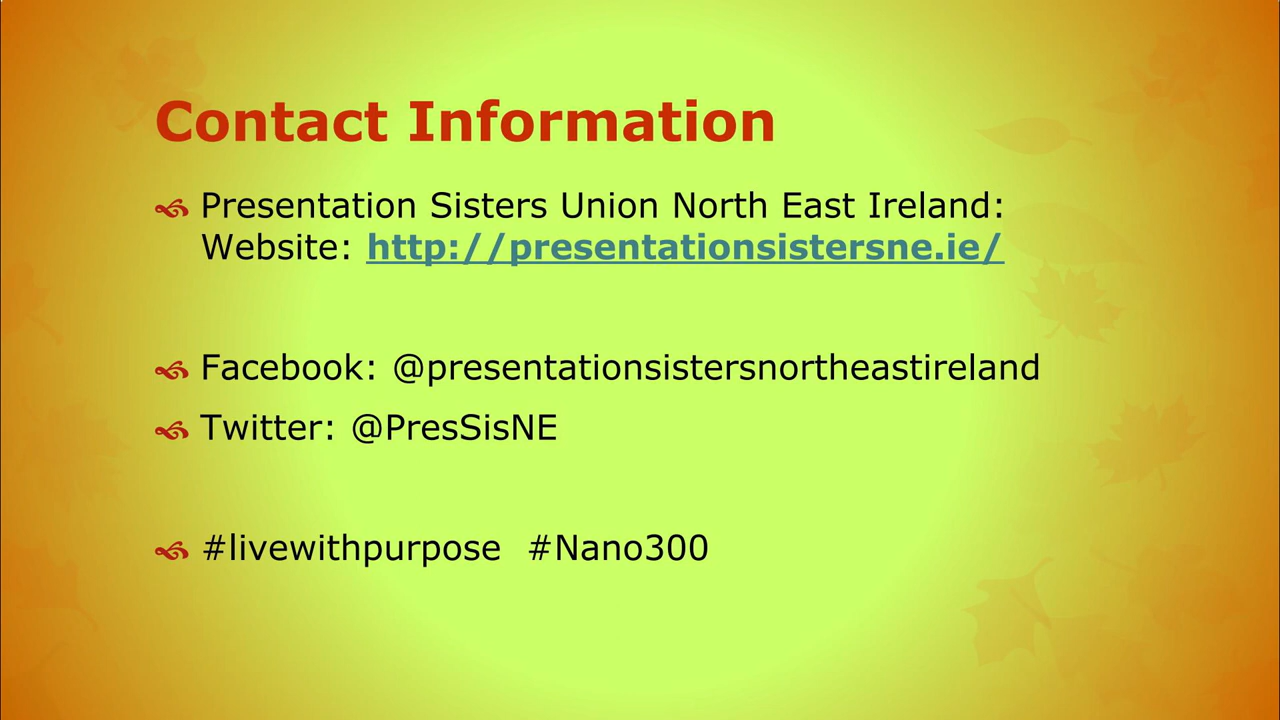 Contact Information
Presentation Sisters Union North East Ireland:
Website: http://presentationsistersne.ie/
Facebook: @presentationsistersnortheastireland
Twitter: @PresSisNE
#livewithpurpose #Nano300